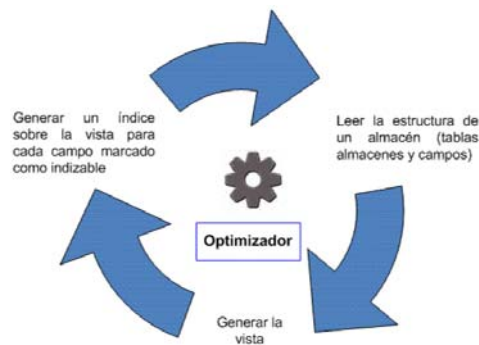 Generar un índice
sobre la vista para
cada campo marcado
como indizable
Leer la estructura de
un almacén (tablas
almacenes y campos)
Optimizador
Generar la
vista